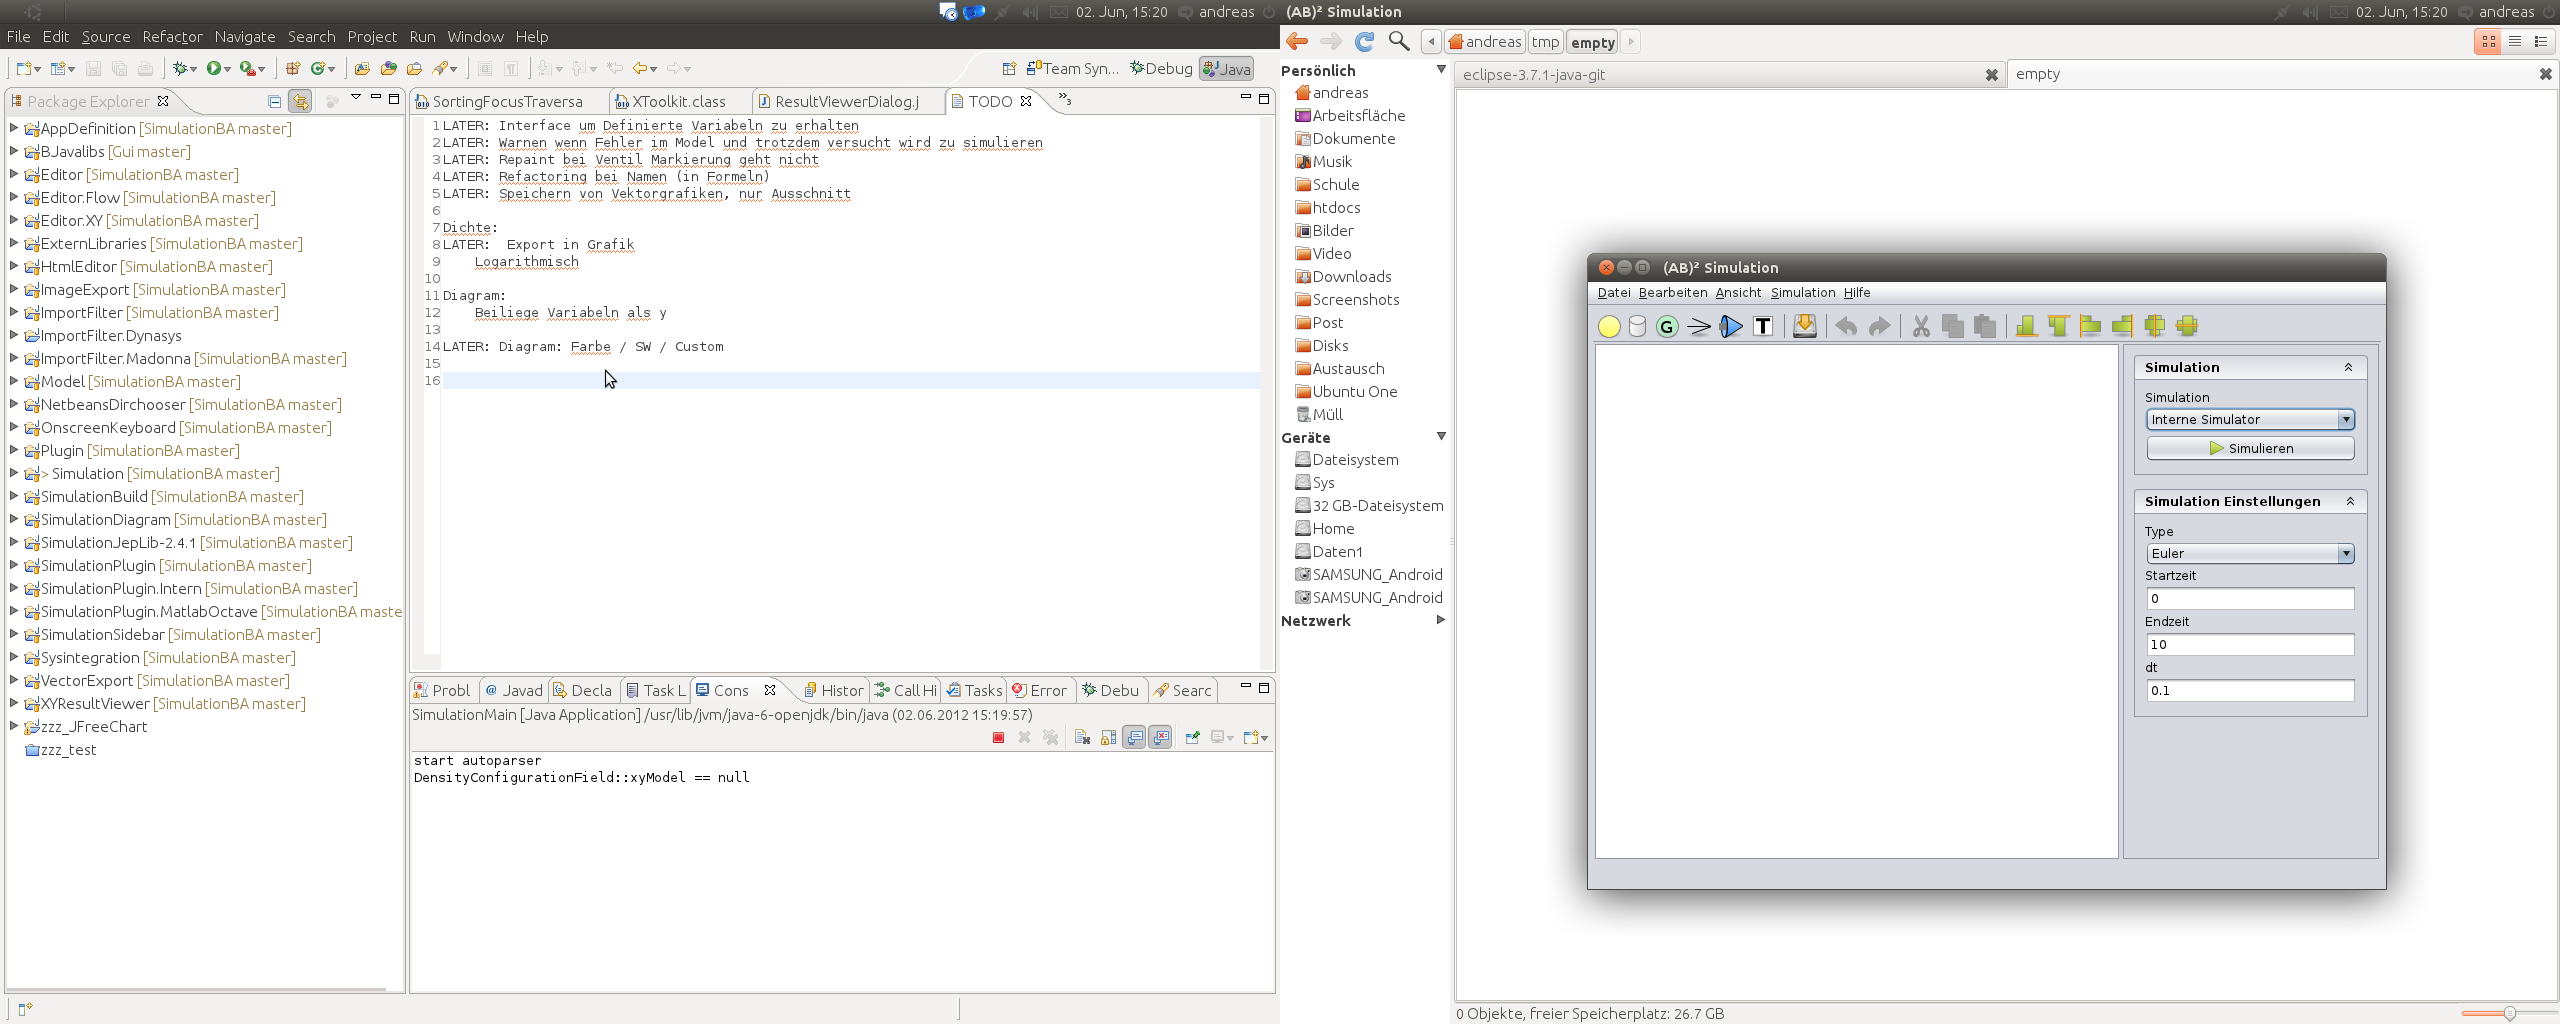 02. Jun, 15:20 andreas
File Edit Source Refactor Navigate Search Project Run Window Help
Team Syn... Debug Java
Package Explorer
AppDefinition [SimulationBA master]
BJavalibs [Gui master]
Editor [SimulationBA master]
Editor.Flow [SimulationBA master]
Editor.XY [SimulationBA master]
ExternLibraries [SimulationBA master]
HtmlEditor [SimulationBA master]
ImageExport [SimulationBA master]
ImportFilter [SimulationBA master]
ImportFilter.Dynasys
ImportFilter.Madonna [SimulationBA master]
Model [SimulationBA master]
NetbeansDirchooser [SimulationBA master]
OnscreenKeyboard [SimulationBA master]
Plugin [SimulationBA master]
> Simulation [SimulationBA master]
SimulationBuild [SimulationBA master]
SimulationDiagram [SimulationBA master]
SimulationJepLib-2.4.1 [SimulationBA master]
SimulationPlugin [SimulationBA master]
SimulationPlugin.Intern [SimulationBA master]
SimulationPlugin.MatlabOctave [SimulationBA maste
SimulationSidebar [SimulationBA master]
Sysintegration [SimulationBA master]
VectorExport [SimulationBA master]
XYResultViewer [SimulationBA master]
zzz_JFreeChart
zzz_test
SortingFocusTraversa XToolkit.class ResultViewerDialog.j TODO »3
1 LATER: Interface um Definierte Variabeln zu erhalten
2 LATER: Warnen wenn Fehler im Model und trotzdem versucht wird zu simulieren
3 LATER: Repaint bei Ventil Markierung geht nicht
4 LATER: Refactoring bei Namen (in Formeln)
5 LATER: Speichern von Vektorgrafiken, nur Ausschnitt
6
7 Dichte:
8 LATER:  Export in Grafik
9     Logarithmisch
10
11 Diagram:
12     Beiliege Variabeln als y
13
14 LATER: Diagram: Farbe / SW / Custom
15
16
Probl Javad Decla Task L Cons Histor Call Hi Tasks Error Debu Searc
SimulationMain [Java Application] /usr/lib/jvm/java-6-openjdk/bin/java (02.06.2012 15:19:57)
start autoparser
DensityConfigurationField::xyModel == null
(AB)² Simulation 02. Jun, 15:20 andreas
andreas tmp empty
Persönlich
andreas
Arbeitsfläche
Dokumente
Musik
Schule
htdocs
Bilder
Video
Downloads
Screenshots
Post
Disks
Austausch
Ubuntu One
Müll
Geräte
Dateisystem
Sys
32 GB-Dateisystem
Home
Daten1
SAMSUNG_Android
SAMSUNG_Android
Netzwerk
eclipse-3.7.1-java-git empty
(AB)² Simulation
Datei Bearbeiten Ansicht Simulation Hilfe
G T
Simulation
Simulation
Interne Simulator
Simulieren
Simulation Einstellungen
Type
Euler
Startzeit
0
Endzeit
10
dt
0.1
0 Objekte, freier Speicherplatz: 26.7 GB